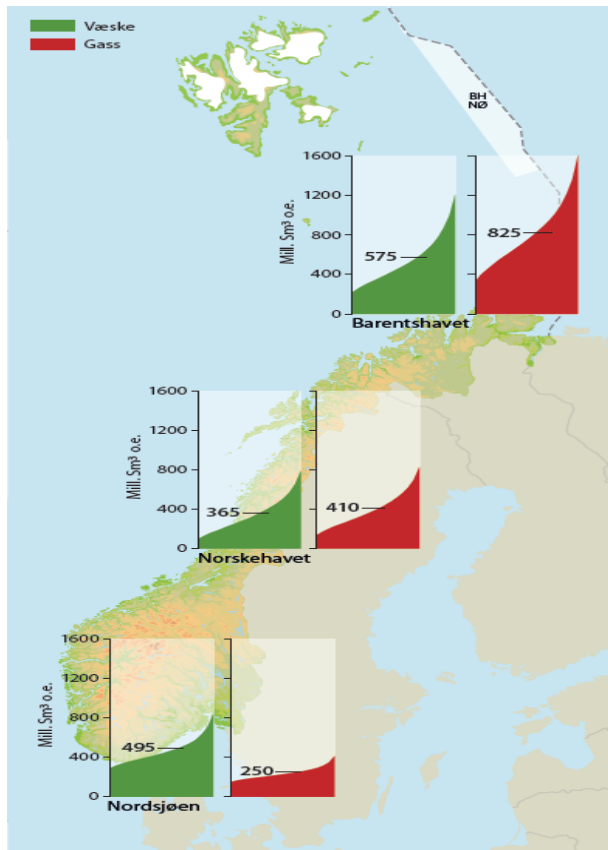 Væske
Gass
BH
NØ
Mill. Sm³ o.e.
1600
1200
800
400
0
575
825
Barentshavet
Mill. Sm³ o.e.
1600
1200
800
400
0
365
410
Norskehavet
Mill. Sm³ o.e.
1600
1200
800
400
0
495
250
Nordsjøen